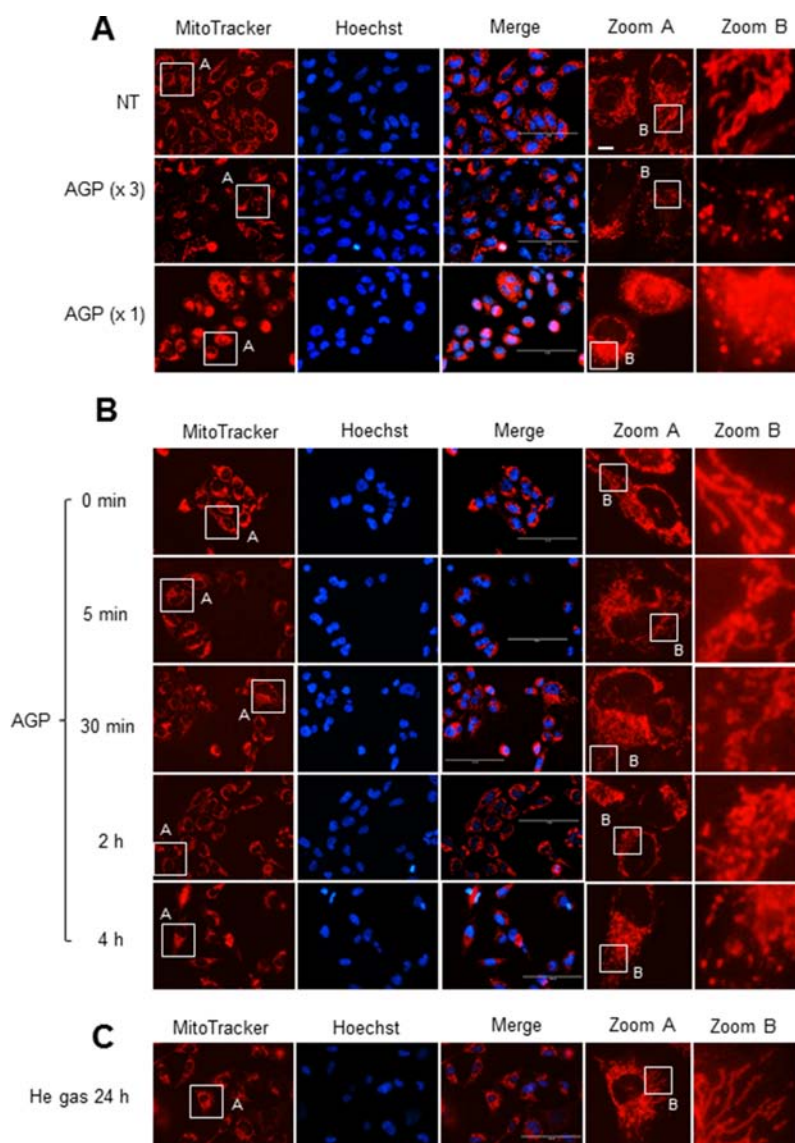 A
MitoTracker Hoechst Merge Zoom A Zoom B
NT A B
AGP (x 3) A B
AGP (x 1) A B
B
MitoTracker Hoechst Merge Zoom A Zoom B
0 min A B
5 min A B
AGP
30 min A B
2 h A B
4 h A B
C
MitoTracker Hoechst Merge Zoom A Zoom B
He gas 24 h A B